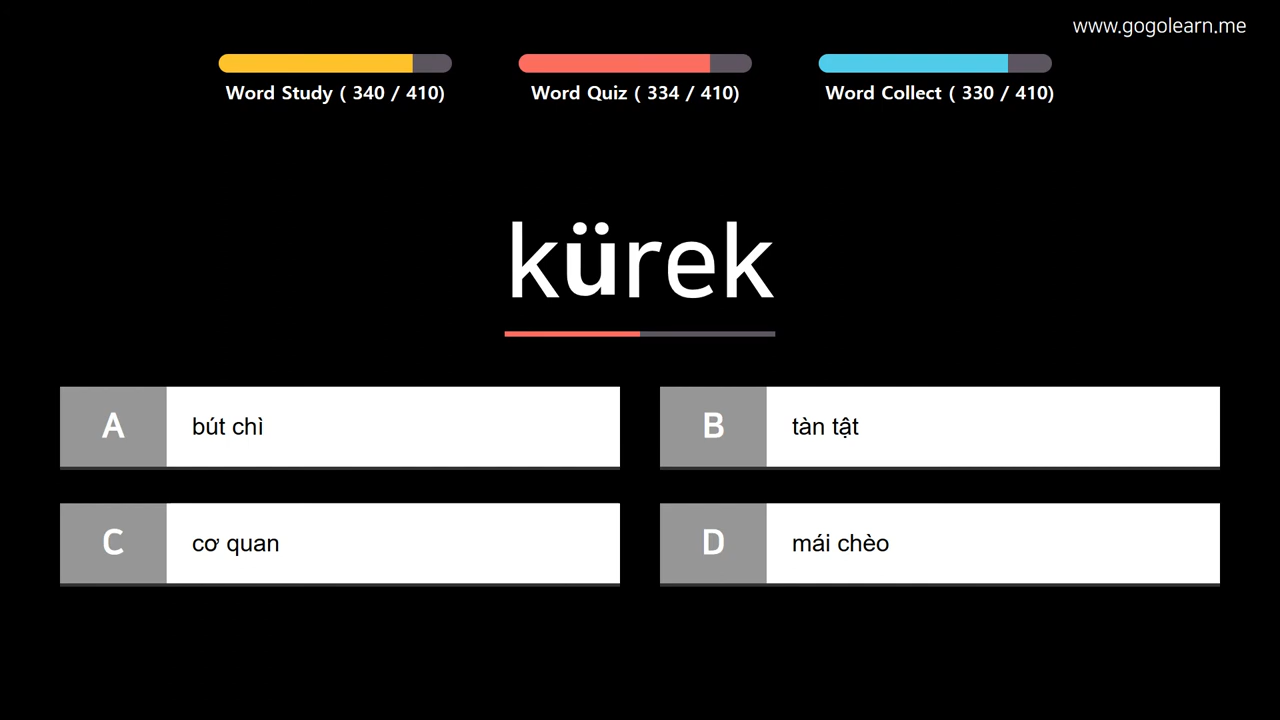 www.gogolearn.me
Word Study ( 340 / 410)
Word Quiz ( 334 / 410)
Word Collect ( 330 / 410)
kürek
A bút chì
B tàn tật
C cơ quan
D mái chèo